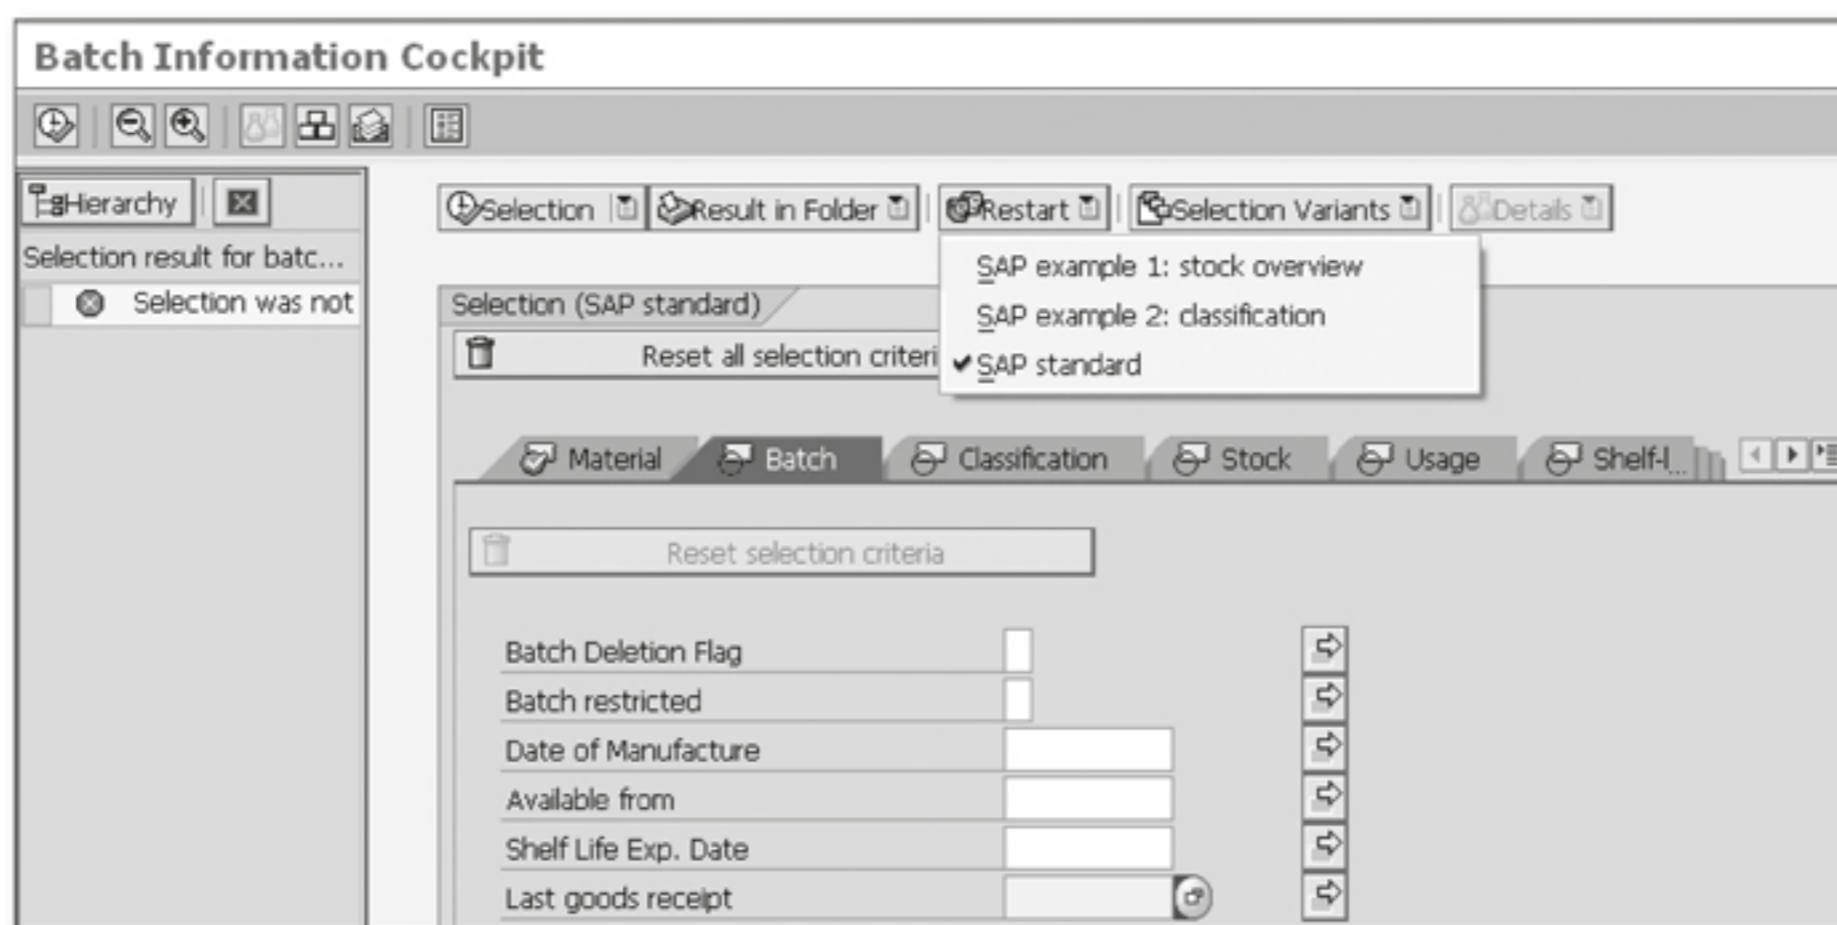 Batch Information Cockpit
Hierarchy
Selection result for batc...
Selection was not
Selection Result in Folder Restart Selection Variants Details
SAP example 1: stock overview
SAP example 2: classification
SAP standard
Selection (SAP standard)
Reset all selection criteri
Material Batch Classification Stock Usage Shelf-l...
Reset selection criteria
Batch Deletion Flag
Batch restricted
Date of Manufacture
Available from
Shelf Life Exp. Date
Last goods receipt